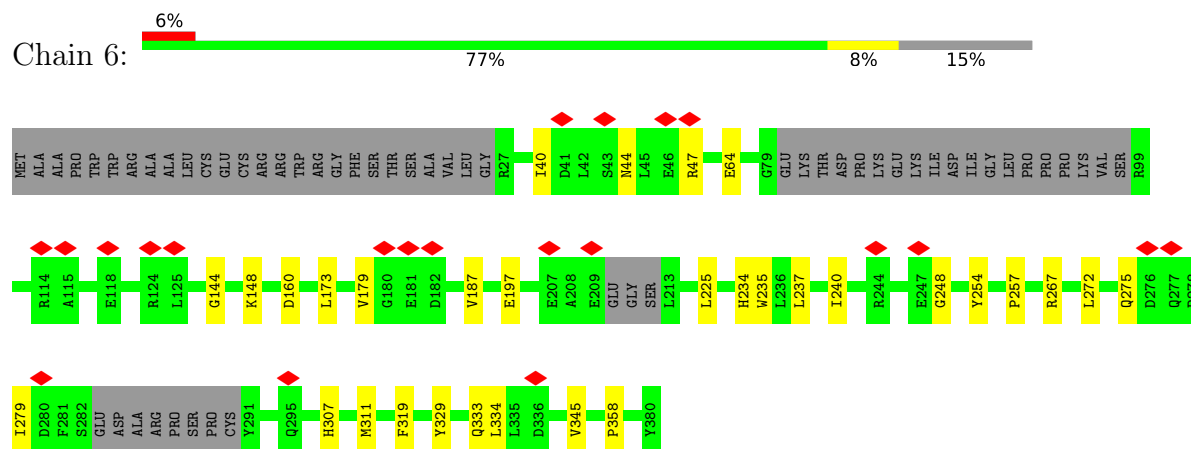 6%
Chain 6:
77% 8% 15%
MET ALA ALA PRO TRP TRP ARG ALA ALA LEU CYS GLU CYS ARG ARG TRP ARG GLY PHE SER THR SER ALA VAL LEU GLY R27 I40 D41 L42 S43 N44 L45 E46 R47 E64 G79 GLU LYS THR ASP PRO LYS GLU LYS ILE ASP ILE GLY LEU PRO PRO PRO LYS VAL SER R99
R114 A115 E118 R124 L125 G144 K148 D160 L173 V179 G180 E181 D182 V187 E197 E207 A208 E209 GLU GLY SER L213 L225 H234 W235 L236 L237 I240 R244 E247 G248 Y254 P257 R267 L272 Q275 D276 Q277
I279 D280 F281 S282 GLU ASP ALA ARG PRO SER PRO CYS Y291 Q295 H307 M311 F319 Y329 Q333 L334 L335 D336 V345 P358 Y380